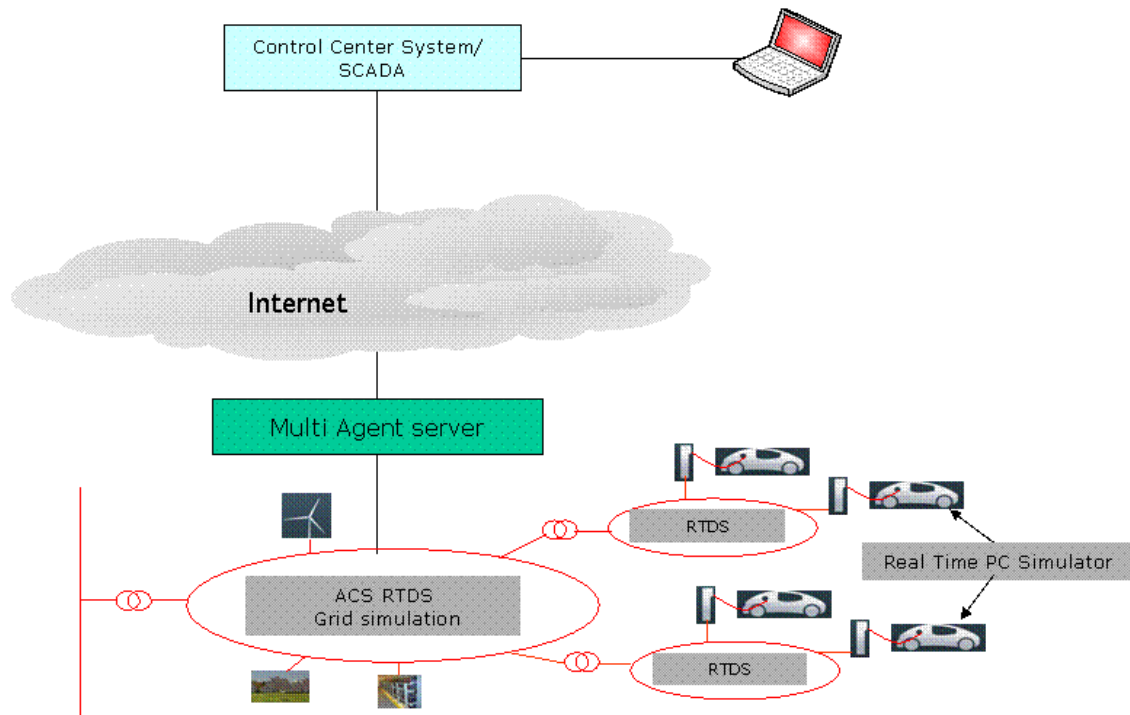 Control Center System/
SCADA
Internet
Multi Agent server
RTDS
Real Time PC Simulator
ACS RTDS
Grid simulation
RTDS